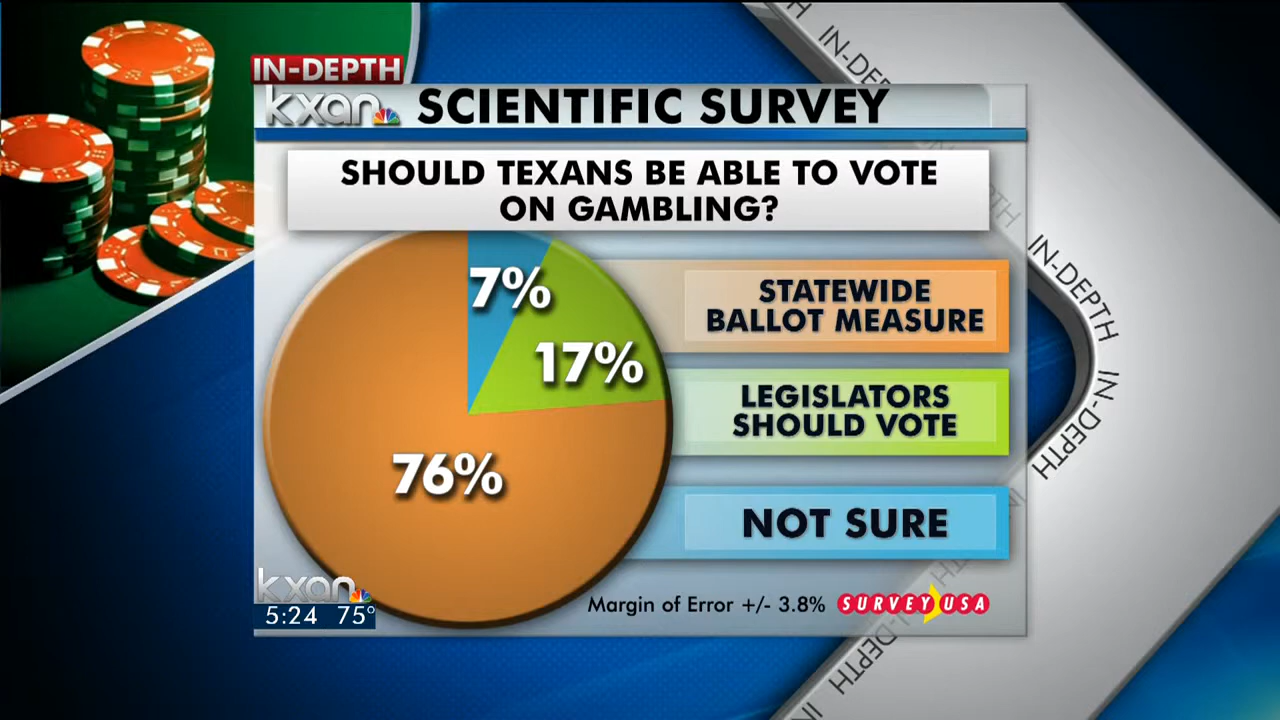 IN-DEPTH
kxan SCIENTIFIC SURVEY
SHOULD TEXANS BE ABLE TO VOTE
ON GAMBLING?
7%
17%
76%
STATEWIDE
BALLOT MEASURE
LEGISLATORS
SHOULD VOTE
NOT SURE
Margin of Error +/- 3.8% SURVEY USA
kxan
5:24 75°
IN-DEPTH
IN-DEPTH
IN-DEPTH
IN-DEPTH